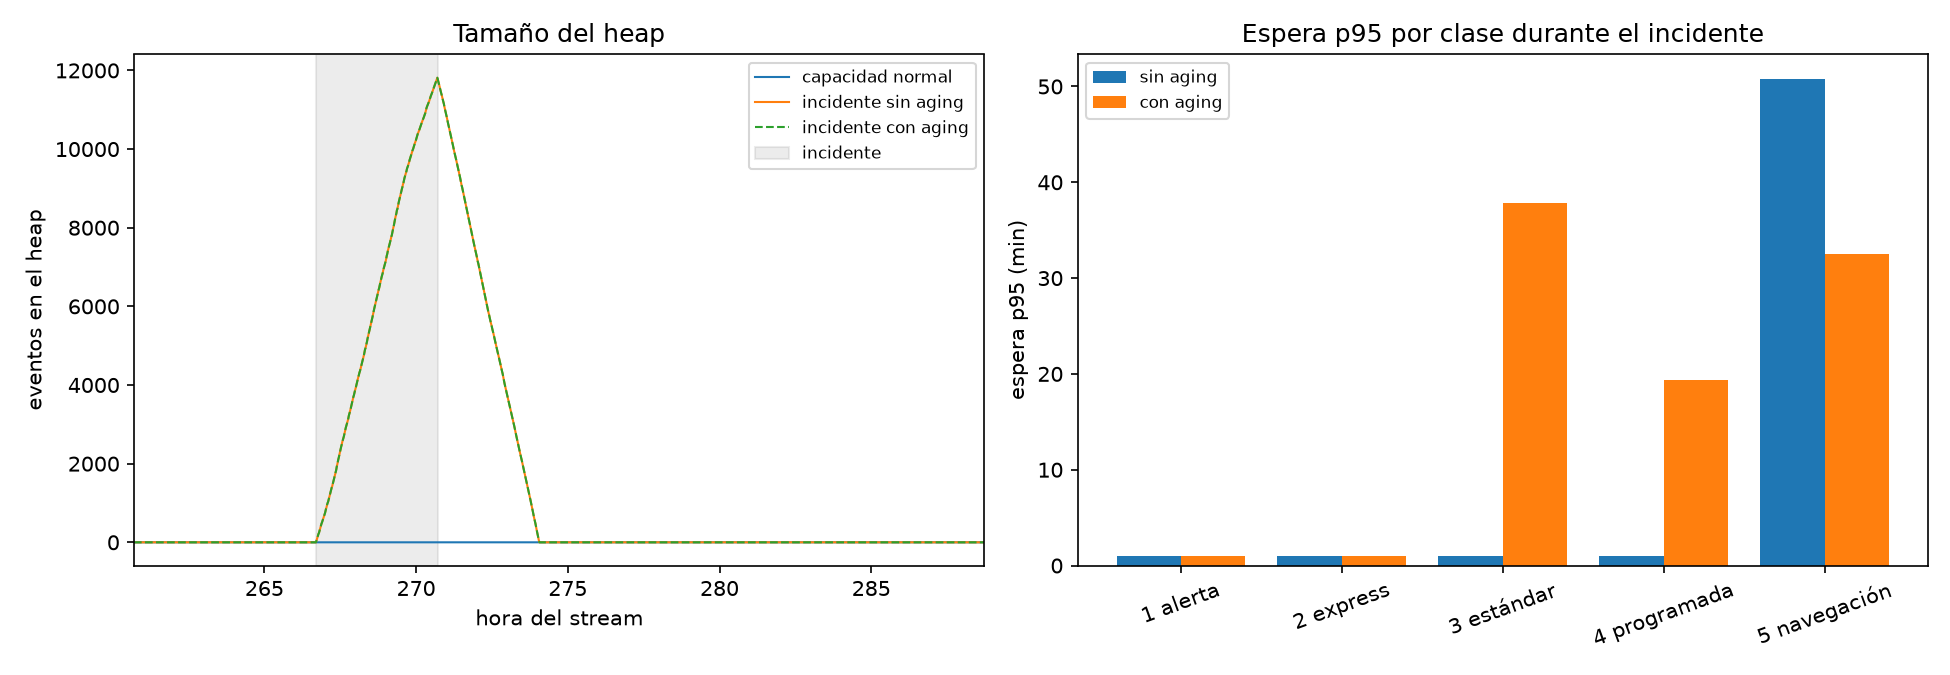 Tamaño del heap
12000
10000
8000
6000
4000
2000
0
eventos en el heap
265
270
275
280
285
hora del stream
capacidad normal
incidente sin aging
incidente con aging
incidente
Espera p95 por clase durante el incidente
50
40
30
20
10
0
espera p95 (min)
sin aging
con aging
1 alerta
2 express
3 estándar
4 programada
5 navegación